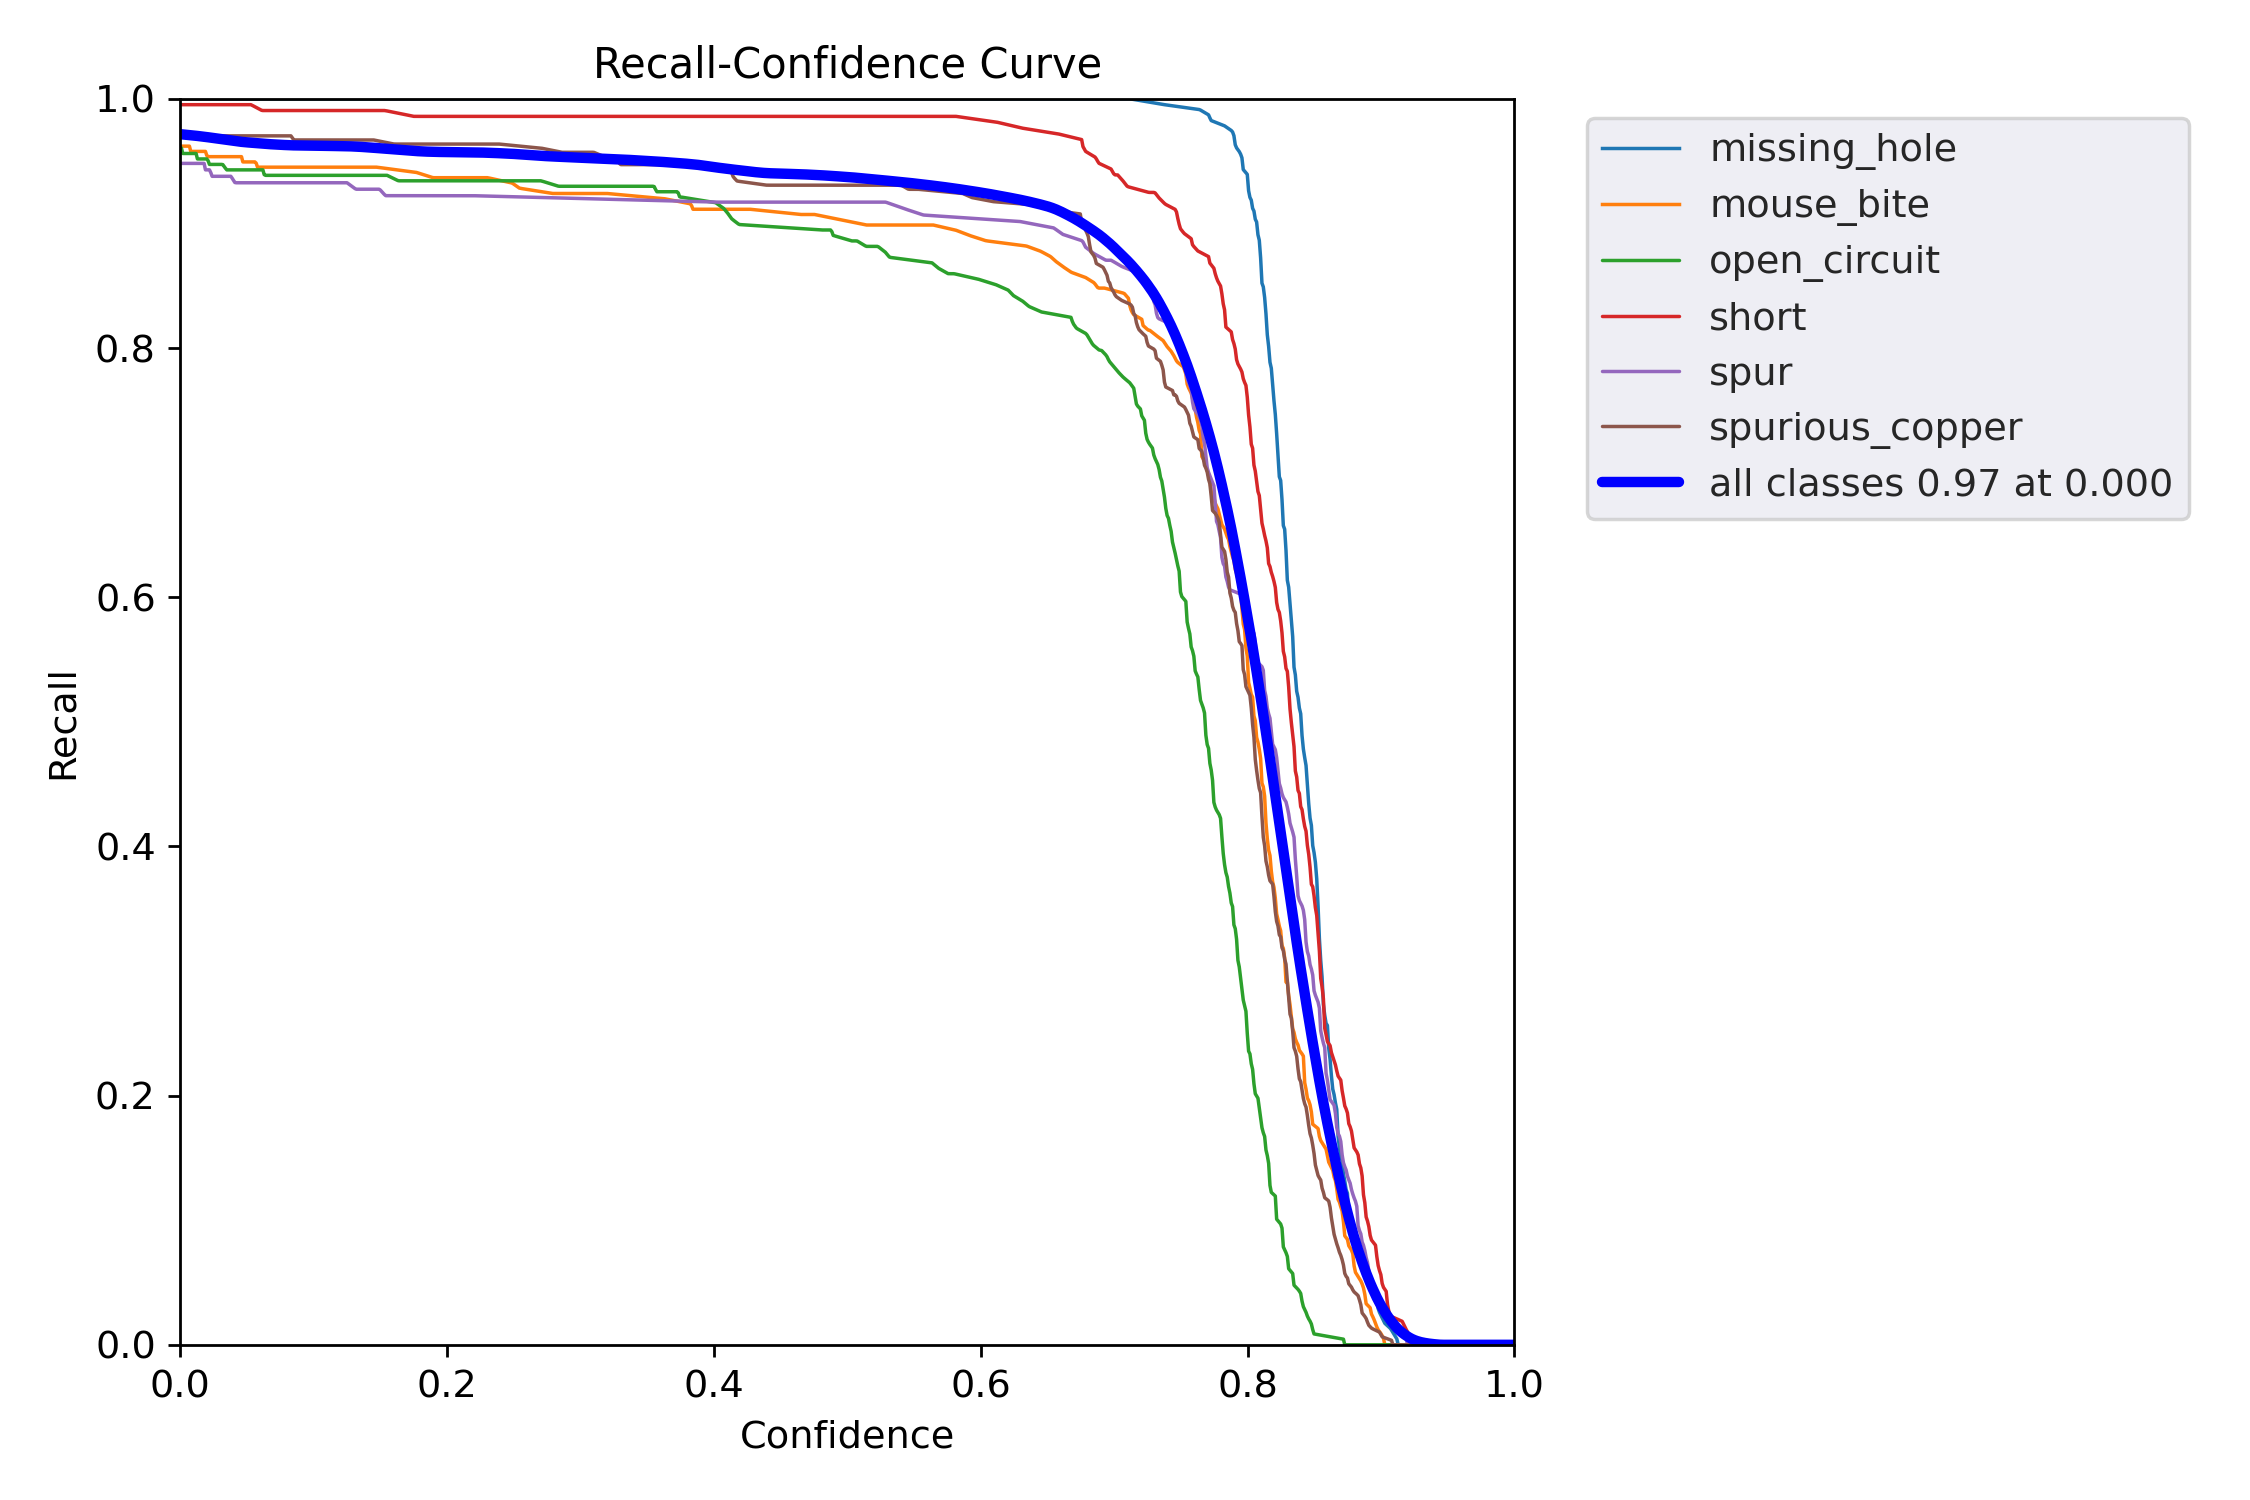 Recall-Confidence Curve
1.0
0.8
0.6
0.4
0.2
0.0
Recall
0.0 0.2 0.4 0.6 0.8 1.0
Confidence
missing_hole
mouse_bite
open_circuit
short
spur
spurious_copper
all classes 0.97 at 0.000